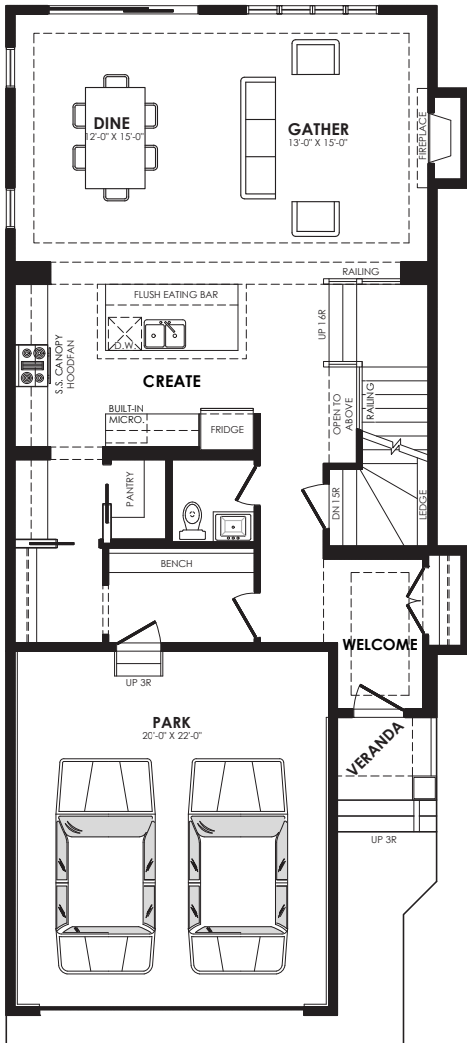 DINE
12'-0" X 15'-0"
GATHER
13'-0" X 15'-0"
FIREPLACE
RAILING
FLUSH EATING BAR
UP 16R
D.W.
S.S. CANOPY
HOODFAN
CREATE
OPEN TO
ABOVE
RAILING
BUILT-IN
MICRO.
FRIDGE
PANTRY
DN 15R
LEDGE
BENCH
WELCOME
UP 3R
PARK
20'-0" X 22'-0"
VERANDA
UP 3R